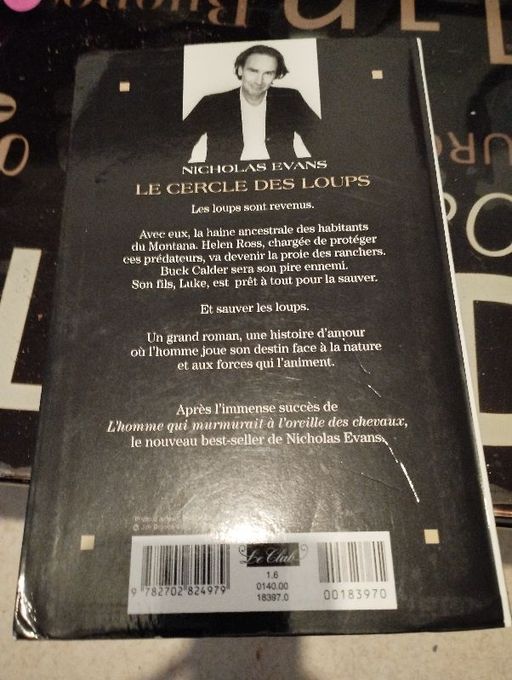 NICHOLAS EVANS
LE CERCLE DES LOUPS
Les loups sont revenus.
Avec eux, la haine ancestrale des habitants
du Montana. Helen Ross, chargée de protéger
ces prédateurs, va devenir la proie des ranchers.
Buck Calder sera son pire ennemi.
Son fils, Luke, est prêt à tout pour la sauver.
Et sauver les loups.
Un grand roman, une histoire d'amour
où l'homme joue son destin face à la nature
et aux forces qui l'animent.
Après l'immense succès de
L'homme qui murmurait à l'oreille des chevaux,
le nouveau best-seller de Nicholas Evans.
Le Club
1.6
0140.00
18397.0
9 782702 824979
00183970